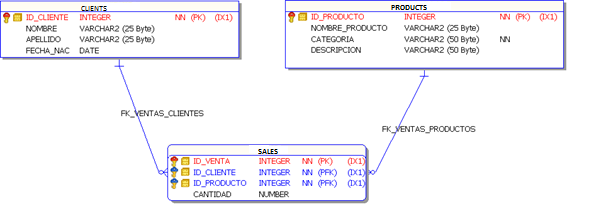 CLIENTS
ID_CLIENTE INTEGER NN (PK) (IX1)
NOMBRE VARCHAR2 (25 Byte)
APELLIDO VARCHAR2 (25 Byte)
FECHA_NAC DATE
PRODUCTS
ID_PRODUCTO INTEGER NN (PK) (IX1)
NOMBRE_PRODUCTO VARCHAR2 (25 Byte)
CATEGORIA VARCHAR2 (50 Byte) NN
DESCRIPCION VARCHAR2 (50 Byte)
FK_VENTAS_CLIENTES
FK_VENTAS_PRODUCTOS
SALES
ID_VENTA INTEGER NN (PK) (IX1)
ID_CLIENTE INTEGER NN (PFK) (IX1)
ID_PRODUCTO INTEGER NN (PFK) (IX1)
CANTIDAD NUMBER